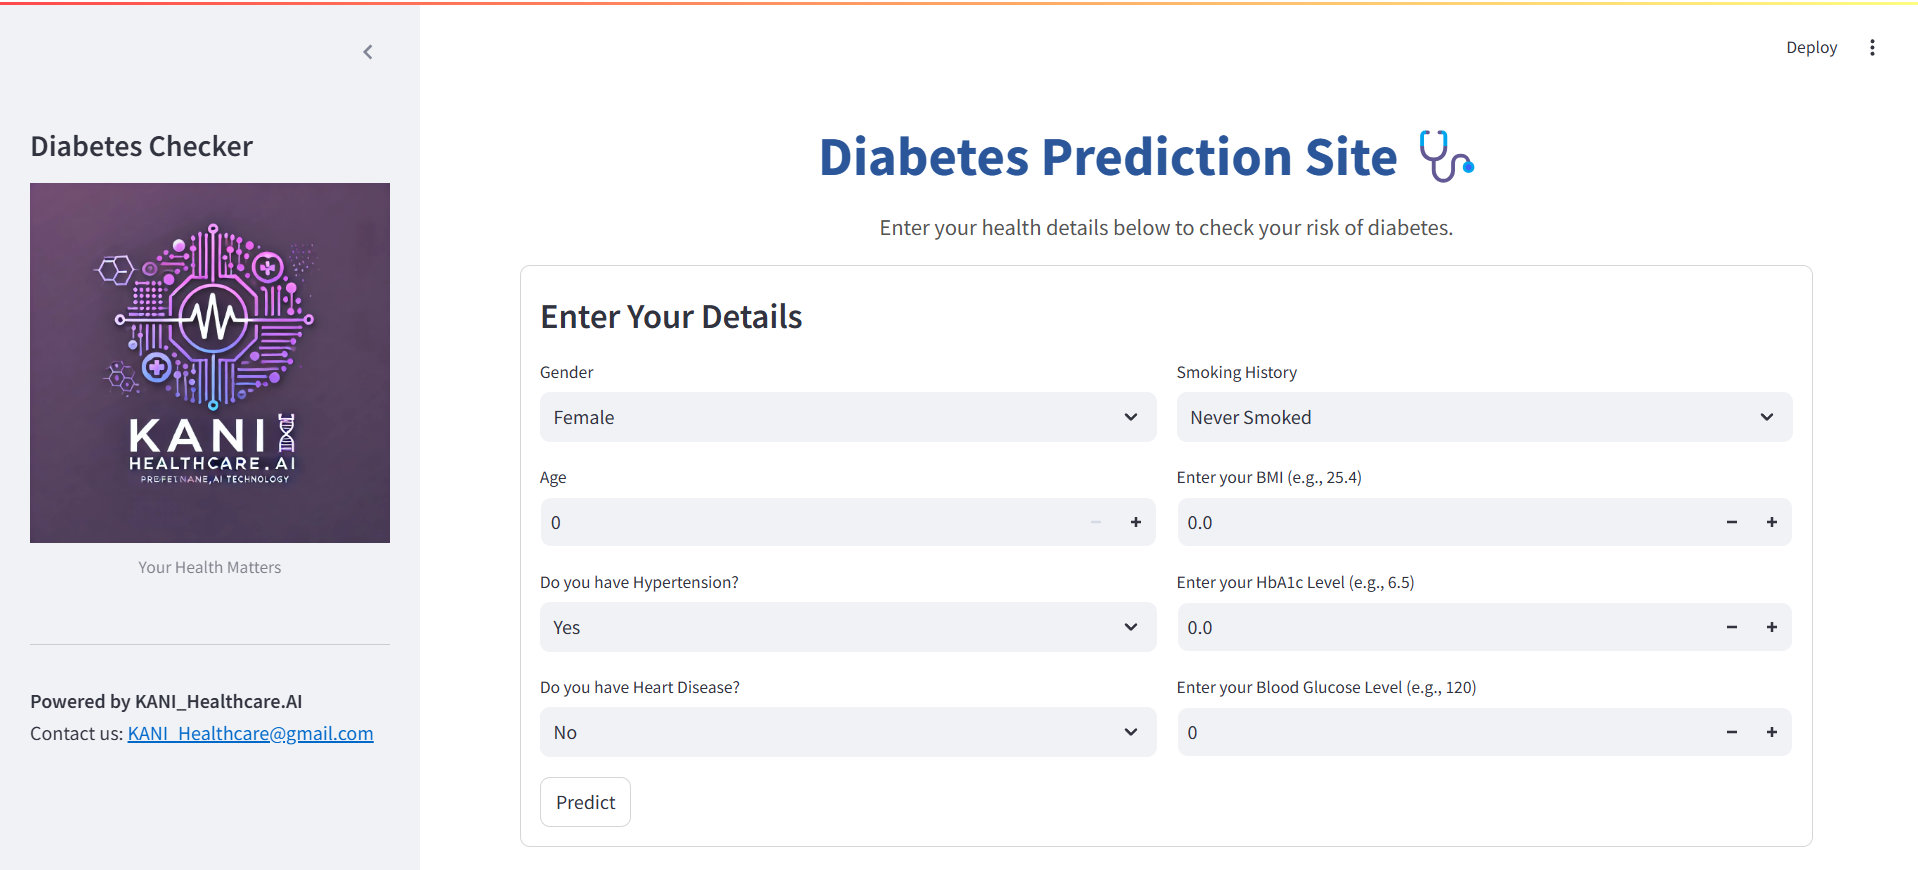 Deploy
Diabetes Checker
KANI
HEALTHCARE.AI
Your Health Matters
Powered by KANI_Healthcare.AI
Contact us: KANI_Healthcare@gmail.com
Diabetes Prediction Site
Enter your health details below to check your risk of diabetes.
Enter Your Details
Gender
Female
Age
0
Do you have Hypertension?
Yes
Do you have Heart Disease?
No
Smoking History
Never Smoked
Enter your BMI (e.g., 25.4)
0.0
Enter your HbA1c Level (e.g., 6.5)
0.0
Enter your Blood Glucose Level (e.g., 120)
0
Predict